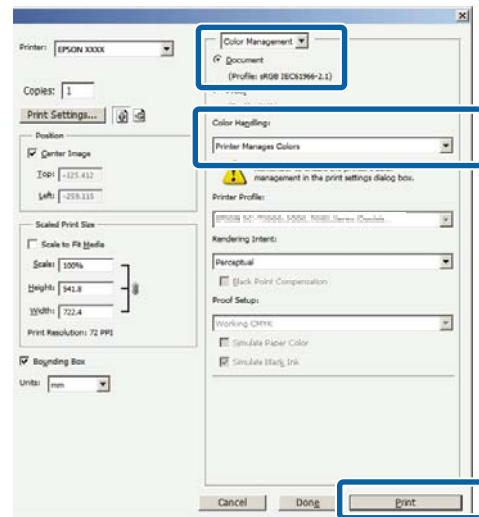 Printer: EPSON XXXX
Copies: 1
Print Settings...
Position
Center Image
Top: -125.412
Left: -259.115
Scaled Print Size
Scale to Fit Media
Scale: 100%
Height: 541.8
Width: 722.4
Print Resolution: 72 PPI
Bounding Box
Units: mm
Color Management
Document
(Profile: sRGB IEC61966-2.1)
Color Handling:
Printer Manages Colors
management in the print settings dialog box.
Printer Profile:
Rendering Intent:
Perceptual
Black Point Compensation
Proof Setup:
Working CMYK
Simulate Paper Color
Simulate Black Ink
Cancel
Done
Print